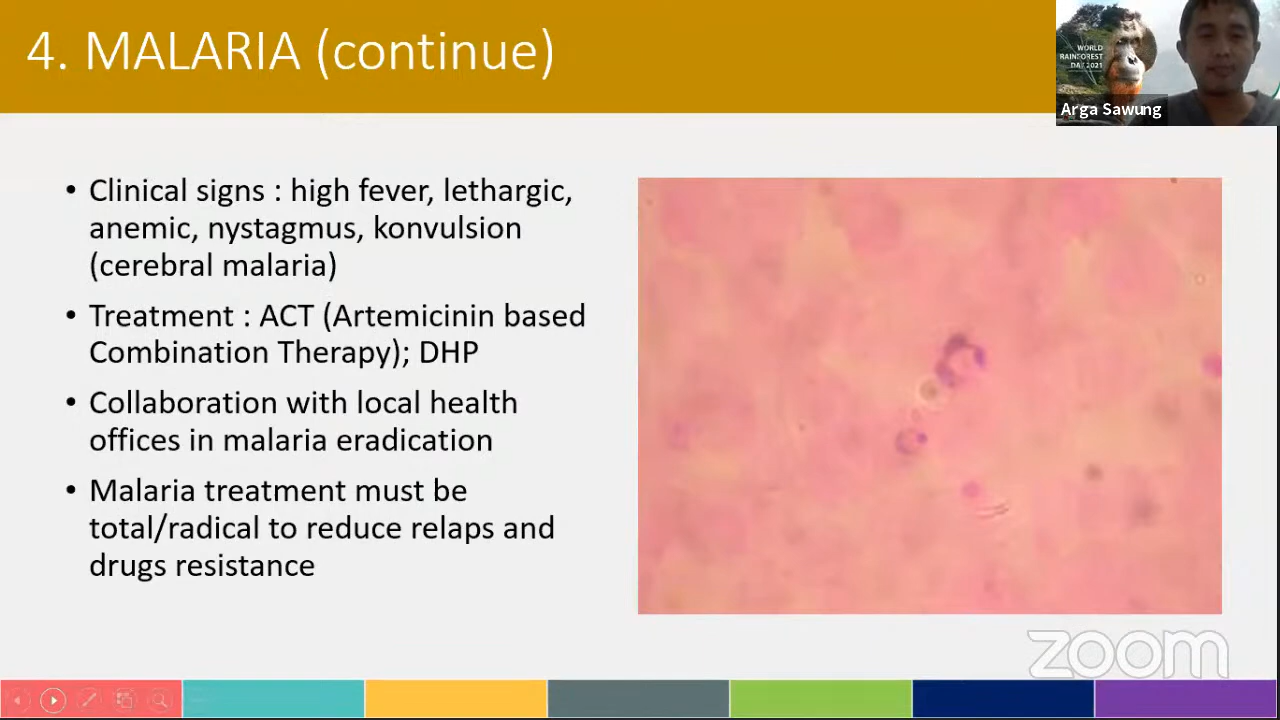 4. MALARIA (continue)
WORLD
RAINFOREST
DAY 2021
Arga Sawung
• Clinical signs : high fever, lethargic,
anemic, nystagmus, konvulsion
(cerebral malaria)
• Treatment : ACT (Artemicinin based
Combination Therapy); DHP
• Collaboration with local health
offices in malaria eradication
• Malaria treatment must be
total/radical to reduce relaps and
drugs resistance
zoom